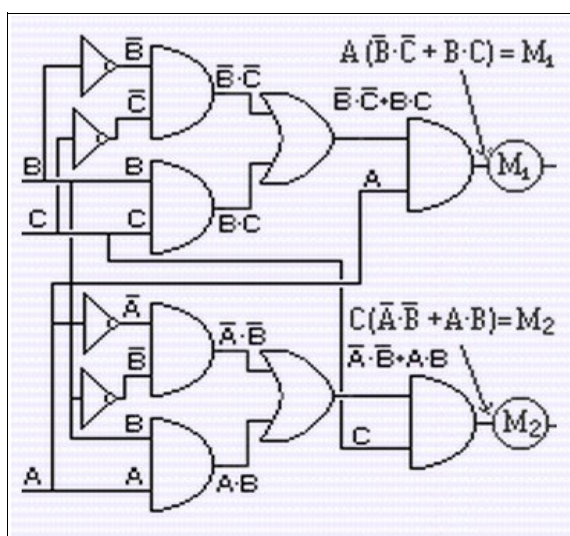 B̅
A(B̅·C̅ + B·C) = M₁
B̅·C̅
C̅
B̅·C̅+B·C
B
B
M₁
A
C
C
B·C
A̅
A̅·B̅
C(A̅·B̅ + A·B)= M₂
B̅
A̅·B̅+A·B
B
M₂
C
A
A
A·B